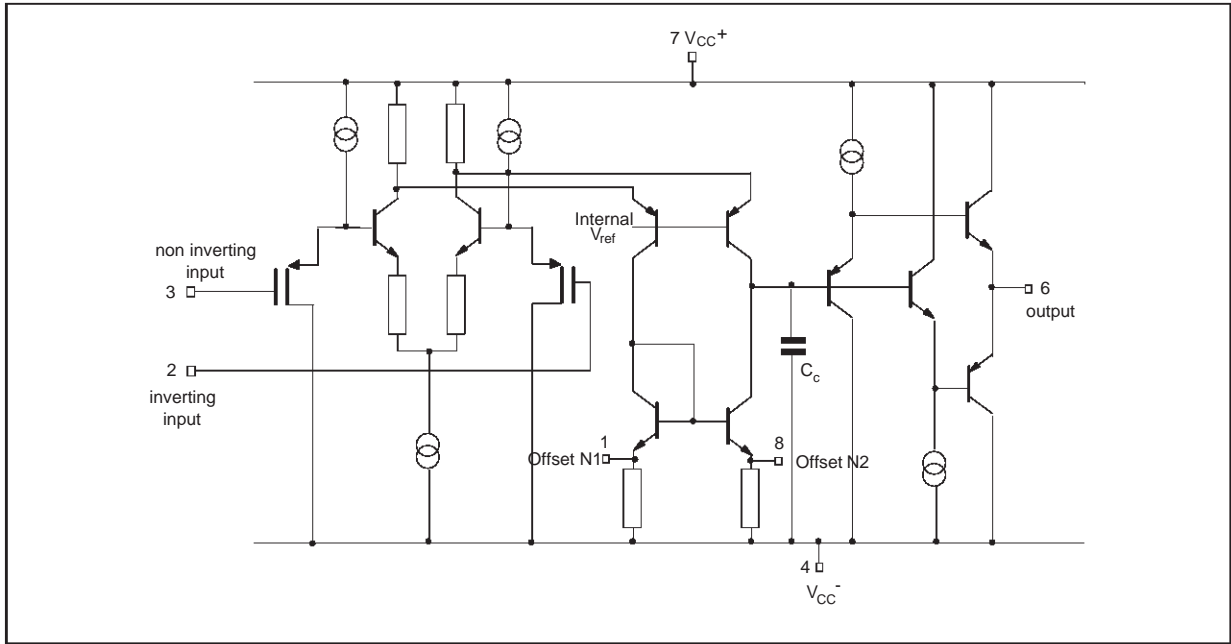 7 VCC+
Internal
Vref
non inverting
input
3
6
output
2
inverting
input
Cc
1
Offset N1
8
Offset N2
4
VCC-